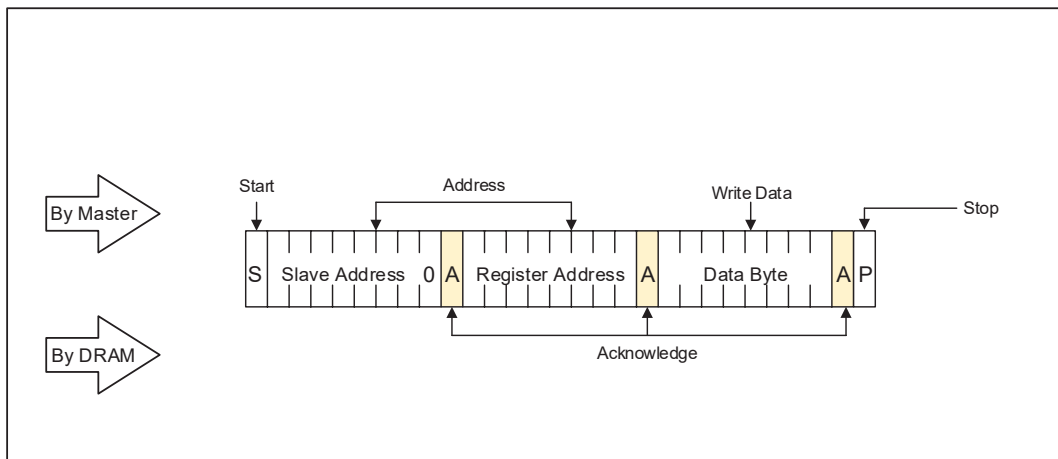 Start
Address
Write Data
Stop
By Master
S Slave Address 0 A Register Address A Data Byte A P
By DRAM
Acknowledge